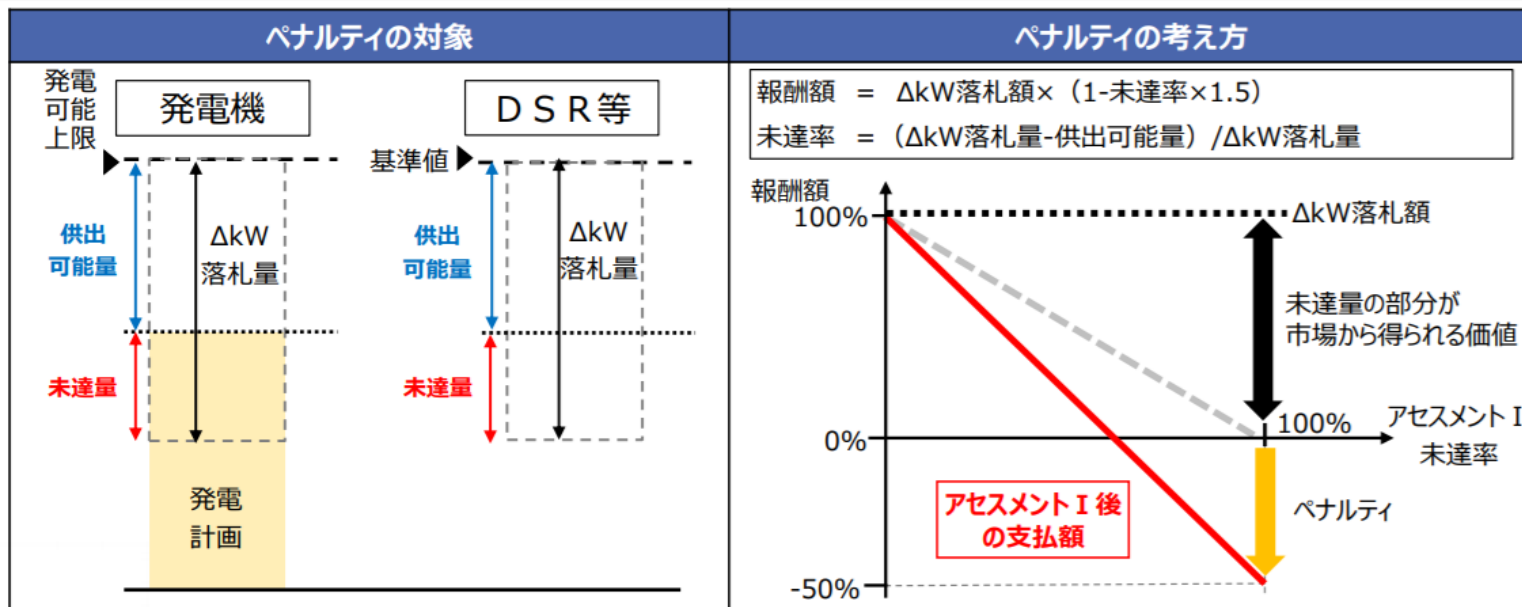 ペナルティの対象
発電
可能
上限
発電機
DSR等
基準値
供出
可能量
ΔkW
落札量
未達量
供出
可能量
ΔkW
落札量
未達量
発電
計画
ペナルティの考え方
報酬額 = ΔkW落札額×（1-未達率×1.5）
未達率 =（ΔkW落札量-供出可能量）/ΔkW落札量
報酬額
100%
ΔkW落札額
未達量の部分が
市場から得られる価値
0%
100%
アセスメントⅠ
未達率
アセスメントⅠ後
の支払額
ペナルティ
-50%